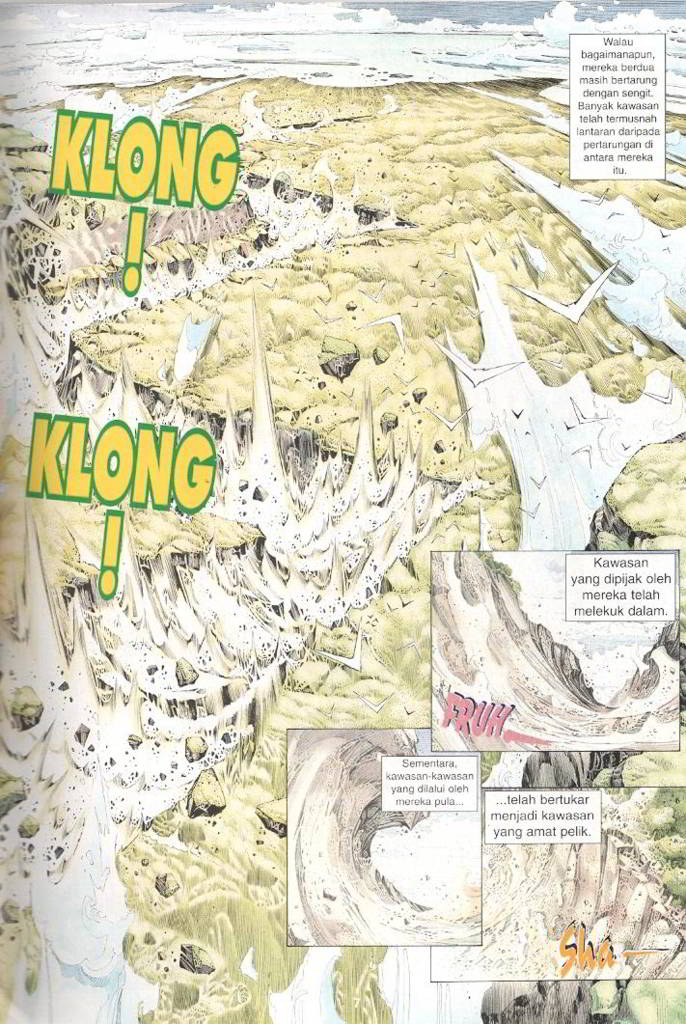 Walau
bagaimanapun,
mereka berdua
masih bertarung
dengan sengit.
Banyak kawasan
telah termusnah
lantaran daripada
pertarungan di
antara mereka
itu.
KLONG
!
KLONG
!
Kawasan
yang dipijak oleh
mereka telah
melekuk dalam.
FRUH
Sementara,
kawasan-kawasan
yang dilalui oleh
mereka pula...
...telah bertukar
menjadi kawasan
yang amat pelik.
Sha